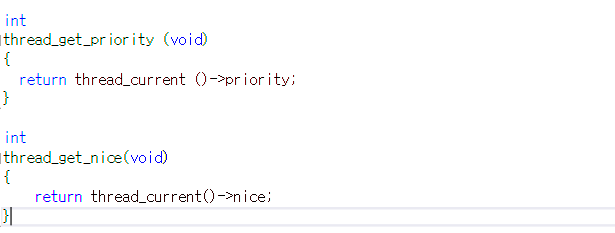 int
thread_get_priority (void)
{
  return thread_current ()->priority;
}

int
thread_get_nice(void)
{
    return thread_current()->nice;
}